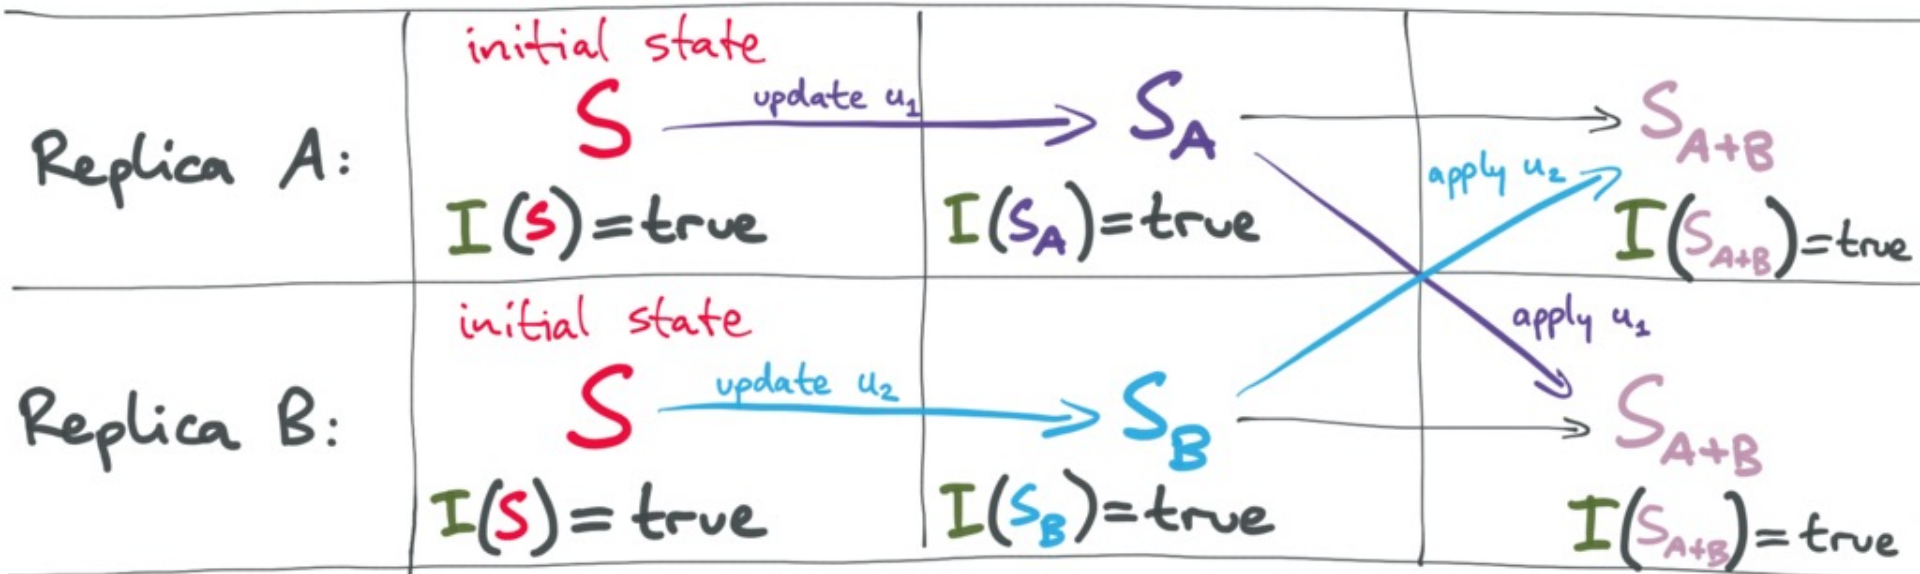 initial state
Replica A:
S
update u1
SA
SA+B
apply u2
I(S)=true
I(SA)=true
I(SA+B)=true
initial state
apply u1
Replica B:
S
update u2
SB
SA+B
I(S)=true
I(SB)=true
I(SA+B)=true